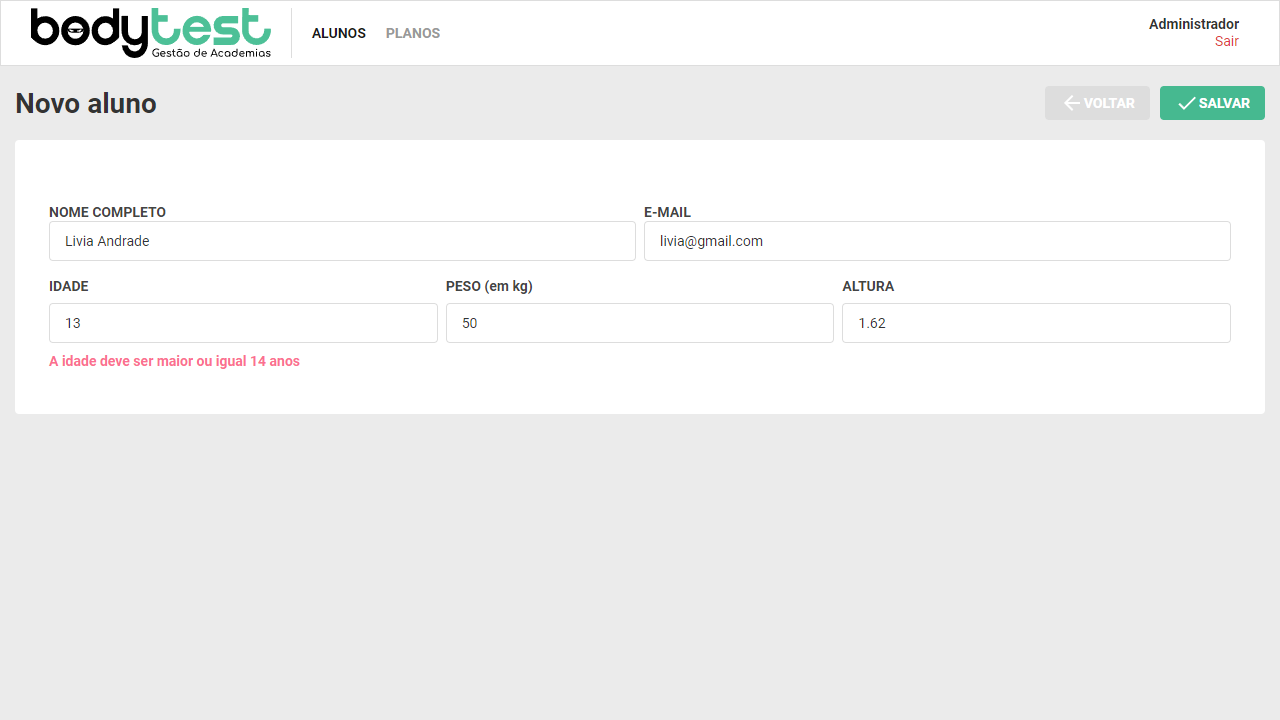 bodytest
Gestão de Academias
ALUNOS PLANOS
Administrador
Sair
Novo aluno
VOLTAR SALVAR
NOME COMPLETO E-MAIL
Livia Andrade livia@gmail.com
IDADE PESO (em kg) ALTURA
13 50 1.62
A idade deve ser maior ou igual 14 anos